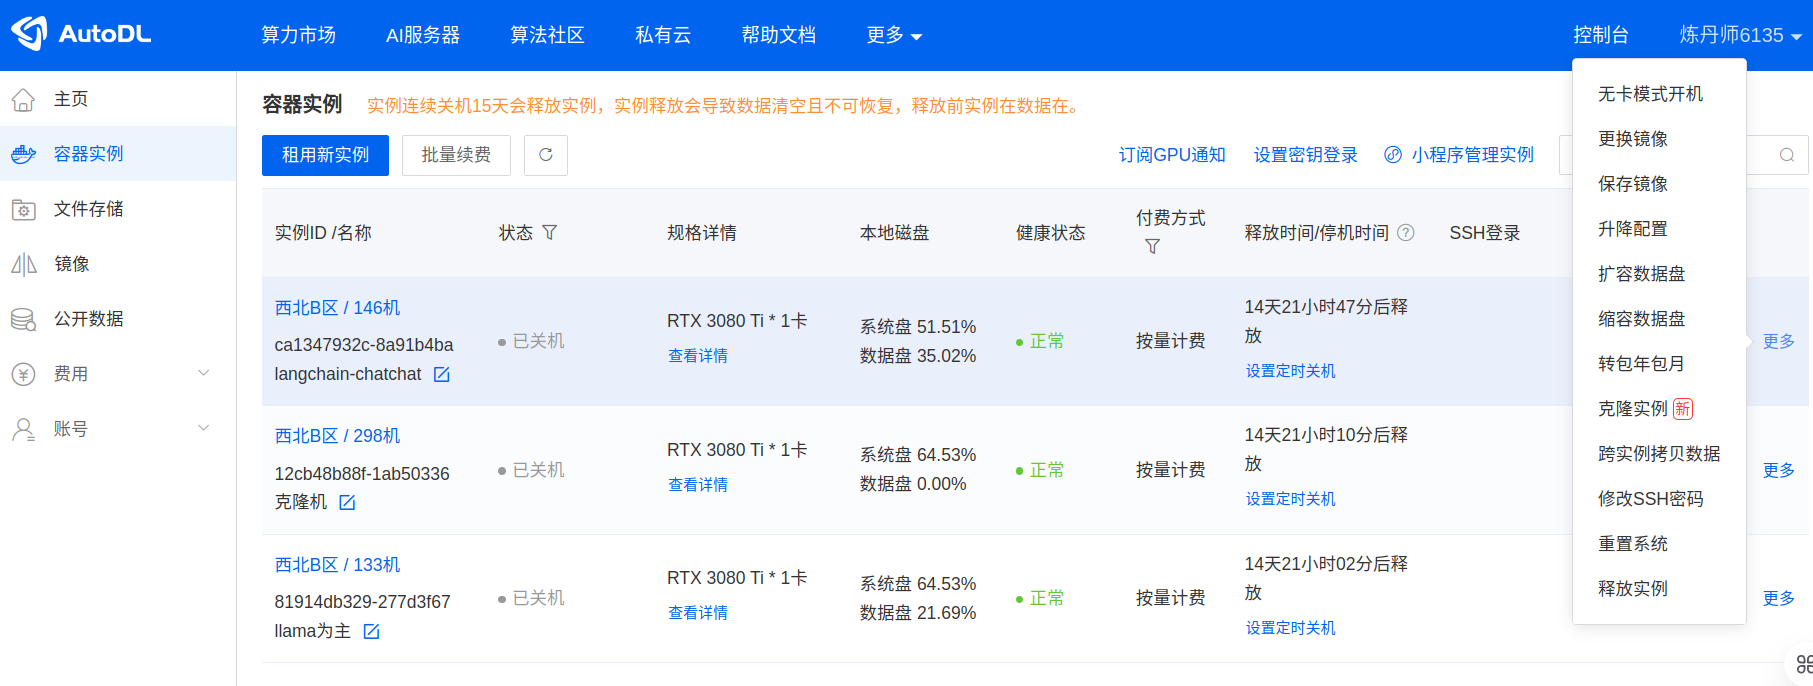 AutoDL
算力市场 AI服务器 算法社区 私有云 帮助文档 更多 控制台 炼丹师6135
主页
容器实例
文件存储
镜像
公开数据
费用
账号
容器实例 实例连续关机15天会释放实例，实例释放会导致数据清空且不可恢复，释放前实例在数据在。
租用新实例 批量续费 订阅GPU通知 设置密钥登录 小程序管理实例
实例ID /名称 状态 规格详情 本地磁盘 健康状态 付费方式 释放时间/停机时间 SSH登录
西北B区 / 146机
ca1347932c-8a91b4ba
langchain-chatchat
已关机
RTX 3080 Ti * 1卡
查看详情
系统盘 51.51%
数据盘 35.02%
正常
按量计费
14天21小时47分后释
放
设置定时关机
更多
西北B区 / 298机
12cb48b88f-1ab50336
克隆机
已关机
RTX 3080 Ti * 1卡
查看详情
系统盘 64.53%
数据盘 0.00%
正常
按量计费
14天21小时10分后释
放
设置定时关机
更多
西北B区 / 133机
81914db329-277d3f67
llama为主
已关机
RTX 3080 Ti * 1卡
查看详情
系统盘 64.53%
数据盘 21.69%
正常
按量计费
14天21小时02分后释
放
设置定时关机
更多
无卡模式开机
更换镜像
保存镜像
升降配置
扩容数据盘
缩容数据盘
转包年包月
克隆实例 新
跨实例拷贝数据
修改SSH密码
重置系统
释放实例